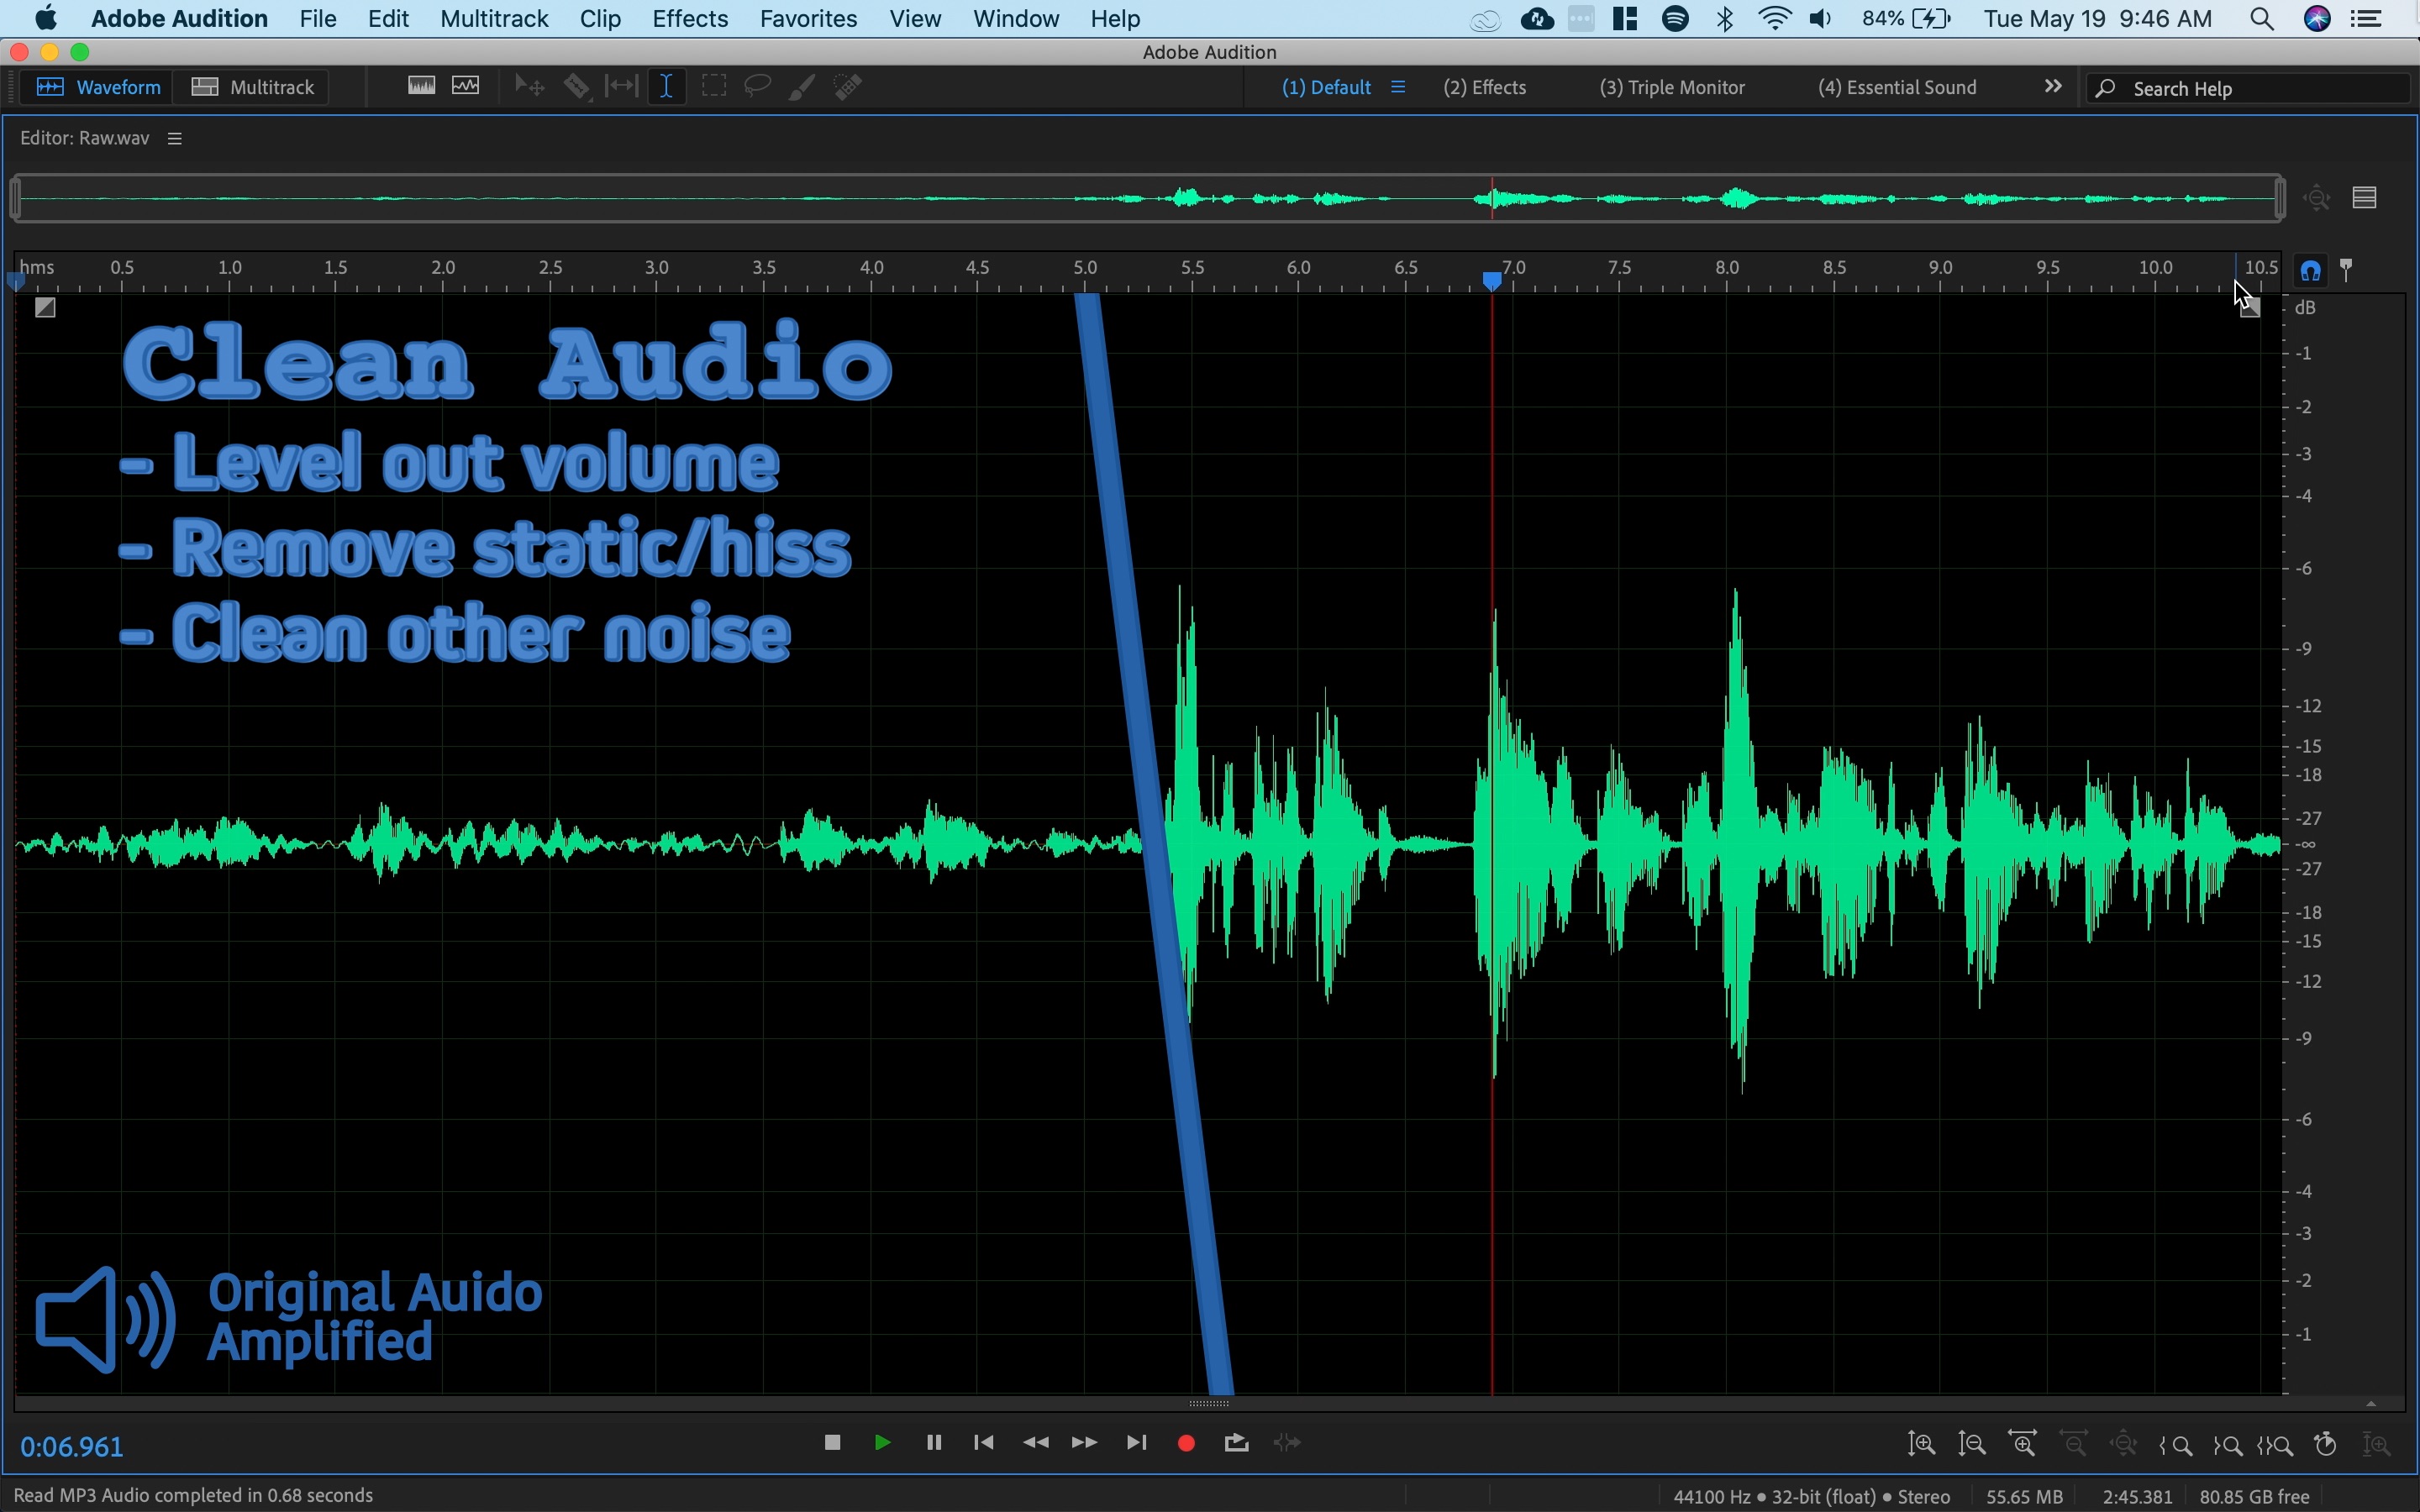 Adobe Audition File Edit Multitrack Clip Effects Favorites View Window Help 84% Tue May 19 9:46 AM
Adobe Audition
Waveform Multitrack (1) Default (2) Effects (3) Triple Monitor (4) Essential Sound Search Help
Editor: Raw.wav
hms 0.5 1.0 1.5 2.0 2.5 3.0 3.5 4.0 4.5 5.0 5.5 6.0 6.5 7.0 7.5 8.0 8.5 9.0 9.5 10.0 10.5
dB
-1
-2
-3
-4
-6
-9
-12
-15
-18
-27
-∞
-27
-18
-15
-12
-9
-6
-4
-3
-2
-1
Clean Audio
- Level out volume
- Remove static/hiss
- Clean other noise
Original Auido
Amplified
0:06.961
Read MP3 Audio completed in 0.68 seconds 44100 Hz ● 32-bit (float) ● Stereo 55.65 MB 2:45.381 80.85 GB free